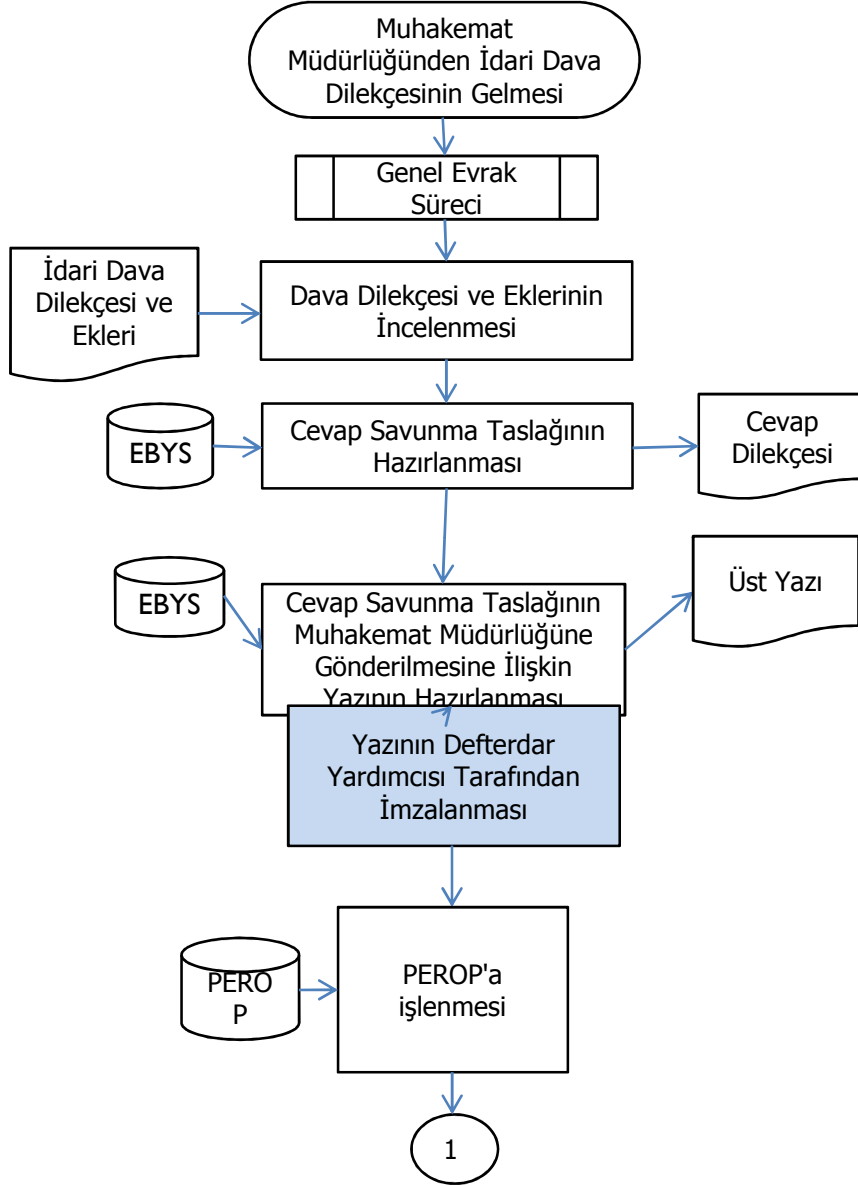 Muhakemat
Müdürlüğünden İdari Dava
Dilekçesinin Gelmesi
Genel Evrak
Süreci
İdari Dava
Dilekçesi ve
Ekleri
Dava Dilekçesi ve Eklerinin
İncelenmesi
EBYS
Cevap Savunma Taslağının
Hazırlanması
Cevap
Dilekçesi
EBYS
Cevap Savunma Taslağının
Muhakemat Müdürlüğüne
Gönderilmesine İlişkin
Yazının Hazırlanması
Üst Yazı
Yazının Defterdar
Yardımcısı Tarafından
İmzalanması
PERO
P
PEROP'a
işlenmesi
1